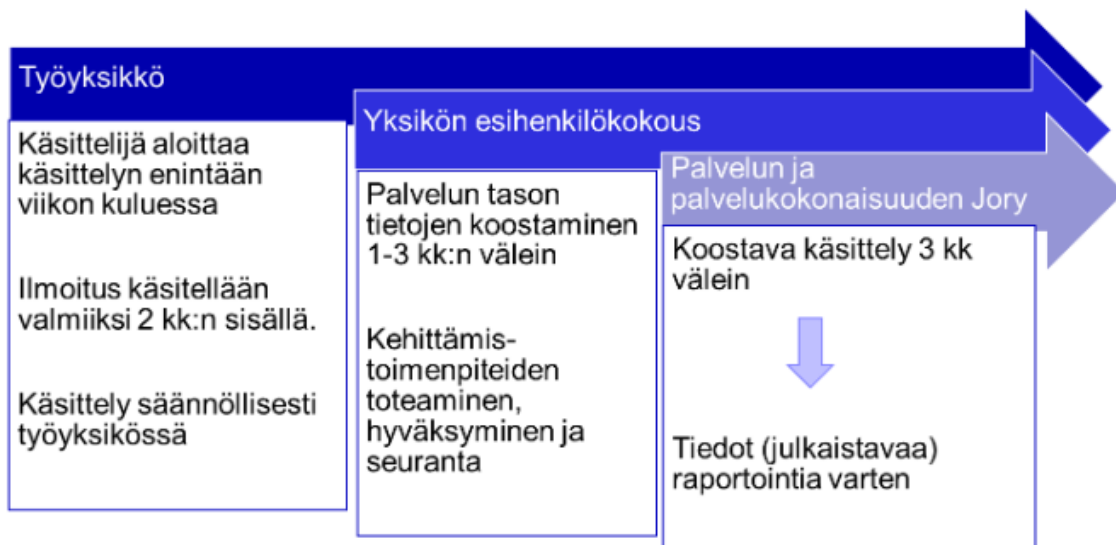 Työyksikkö
Käsittelijä aloittaa
käsittelyn enintään
viikon kuluessa
Ilmoitus käsitellään
valmiiksi 2 kk:n sisällä.
Käsittely säännöllisesti
työyksikössä
Yksikön esihenkilökokous
Palvelun tason
tietojen koostaminen
1-3 kk:n välein
Kehittämis-
toimenpiteiden
toteaminen,
hyväksyminen ja
seuranta
Palvelun ja
palvelukokonaisuuden Jory
Koostava käsittely 3 kk
välein
Tiedot (julkaistavaa)
raportointia varten